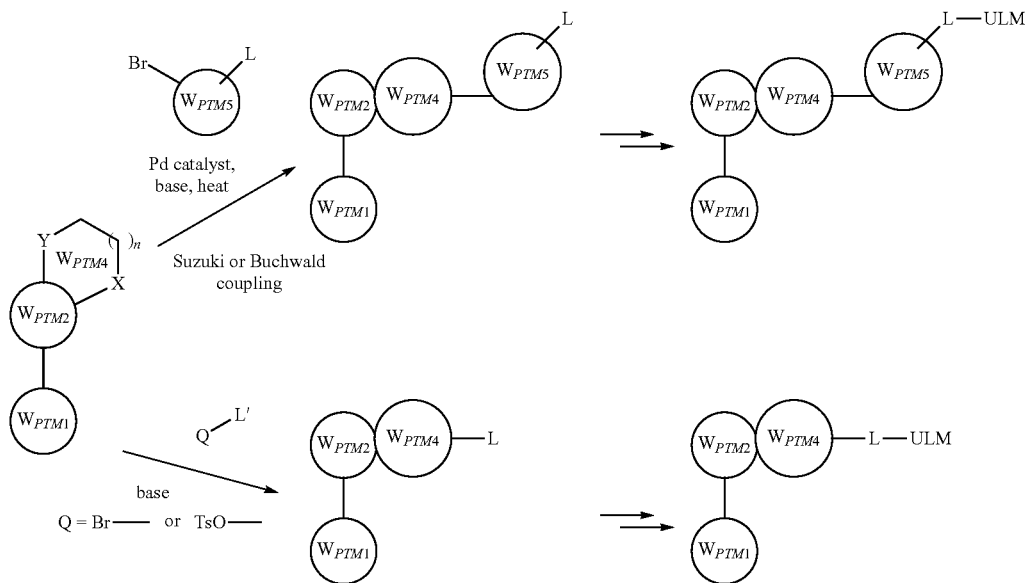 L—ULM
L
Br L
W_PTM5
W_PTM5
W_PTM5
W_PTM2 W_PTM4
W_PTM2 W_PTM4
Pd catalyst,
base, heat
W_PTM1
W_PTM1
Y ( )_n
W_PTM4
X
Suzuki or Buchwald
coupling
W_PTM2
W_PTM1
Q L'
W_PTM2 W_PTM4 L
W_PTM2 W_PTM4 L—ULM
base
Q = Br— or TsO—
W_PTM1
W_PTM1